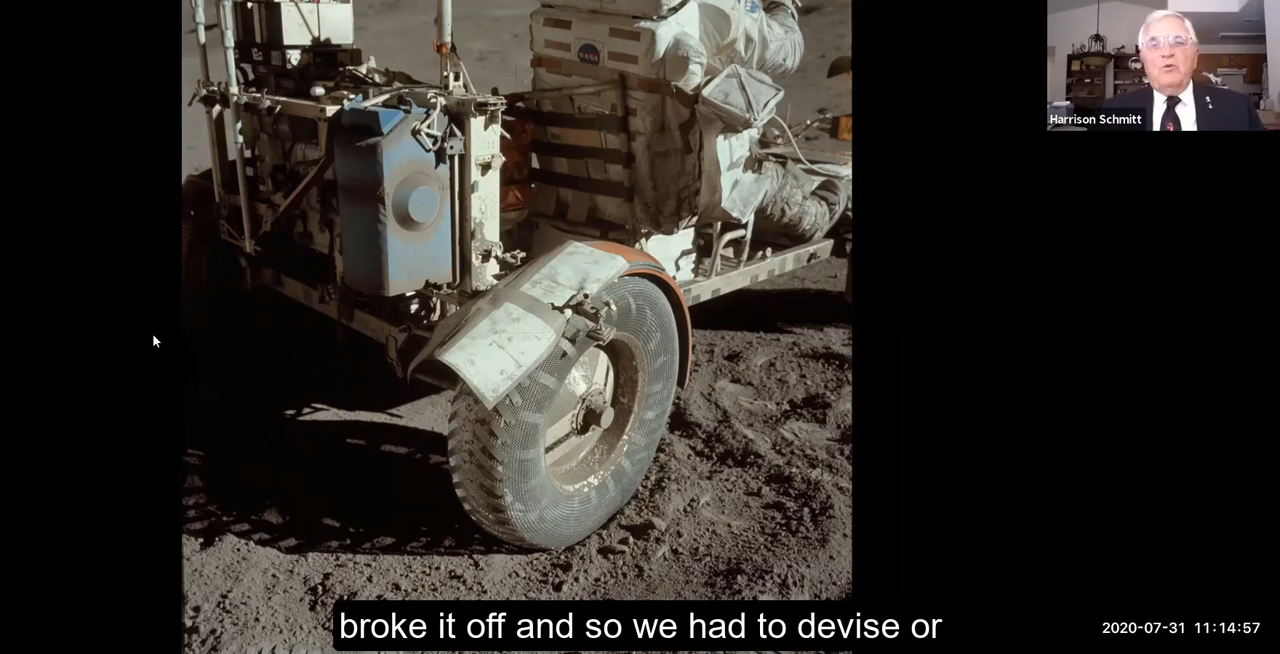 NASA
Harrison Schmitt
broke it off and so we had to devise or
2020-07-31 11:14:57